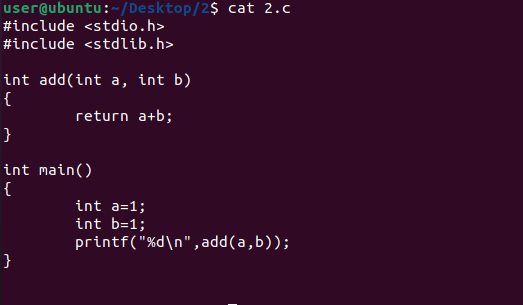 user@ubuntu:~/Desktop/2$ cat 2.c
#include <stdio.h>
#include <stdlib.h>

int add(int a, int b)
{
        return a+b;
}

int main()
{
        int a=1;
        int b=1;
        printf("%d\n",add(a,b));
}